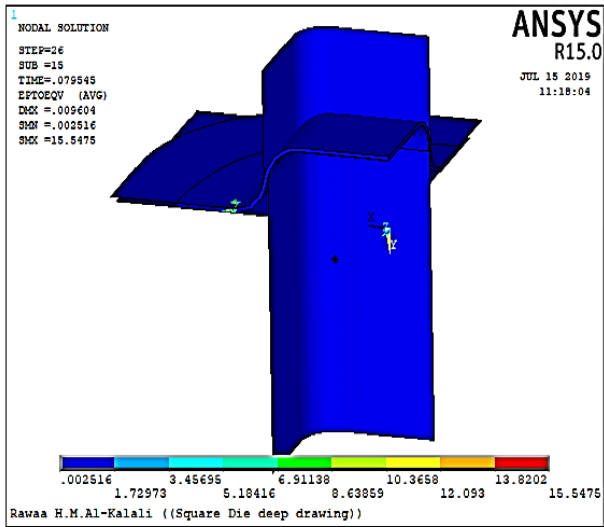 1
NODAL SOLUTION
STEP=26
SUB =15
TIME=.079545
EPTOEQV (AVG)
DMX =.009604
SMN =.002516
SMX =15.5475
ANSYS
R15.0
JUL 15 2019
11:18:04
X
Z
Y
.002516 3.45695 6.91138 10.3658 13.8202
1.72973 5.18416 8.63859 12.093 15.5475
Rawaa H.M.Al-Kalali ((Square Die deep drawing))